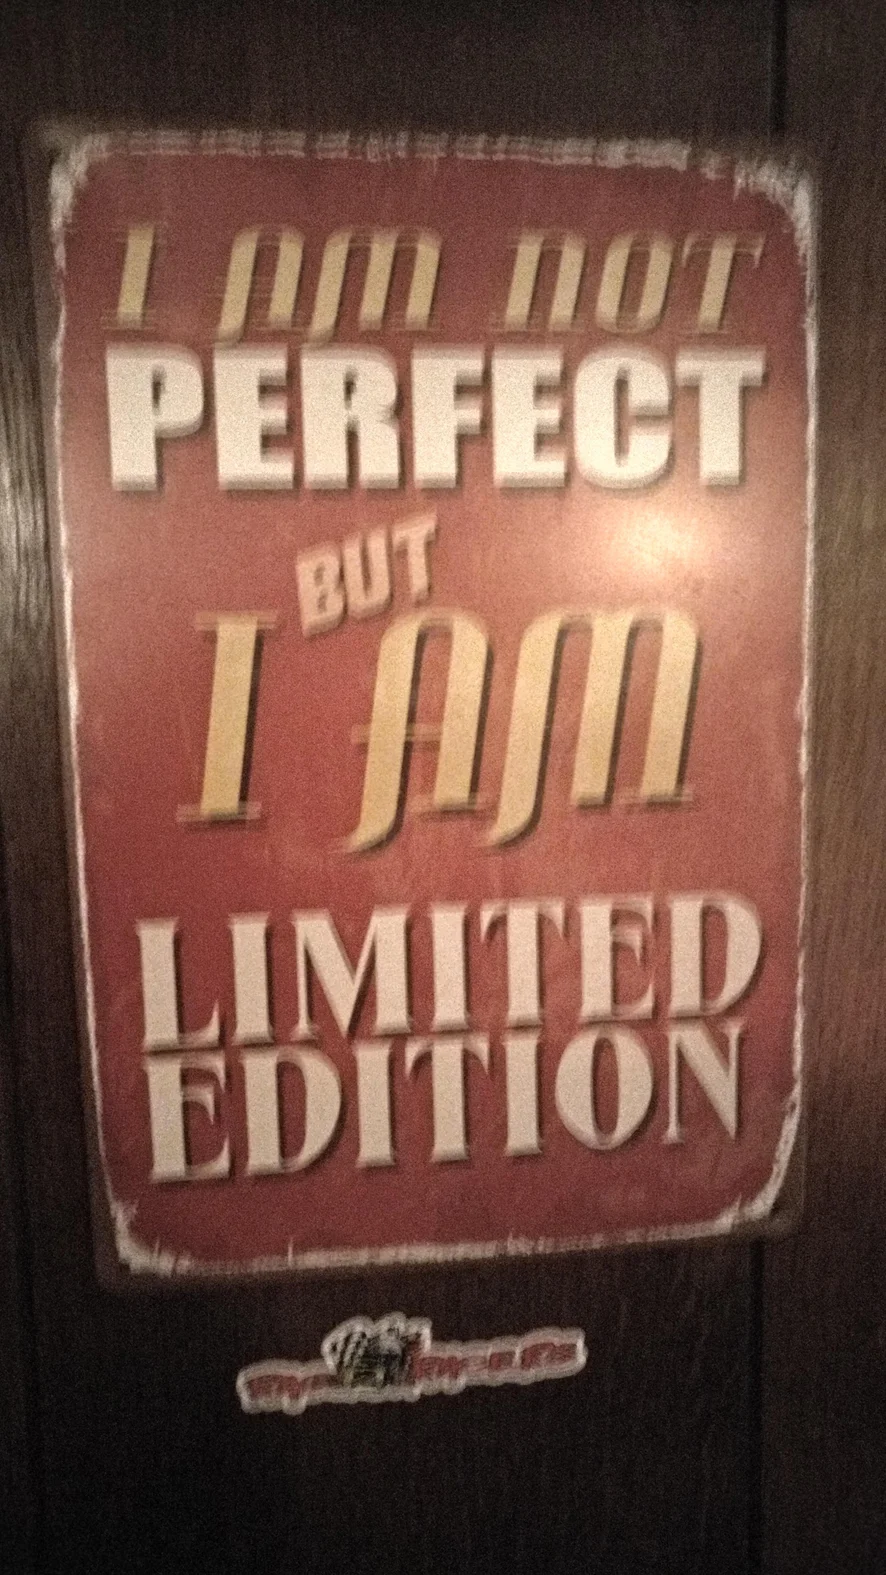 I AM NOT
PERFECT
BUT
I AM
LIMITED
EDITION